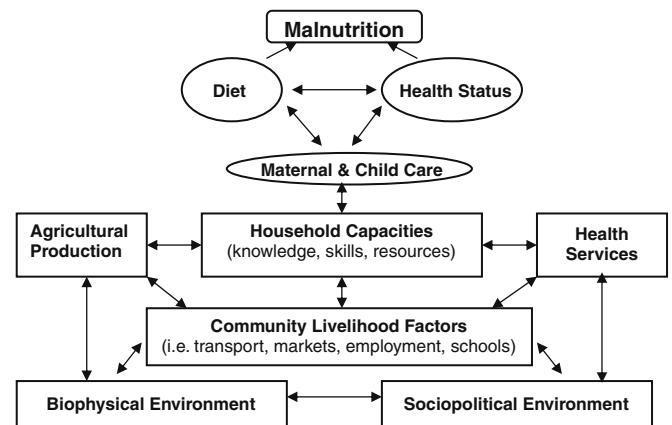 Malnutrition
Diet
Health Status
Maternal & Child Care
Agricultural
Production
Household Capacities
(knowledge, skills, resources)
Health
Services
Community Livelihood Factors
(i.e. transport, markets, employment, schools)
Biophysical Environment
Sociopolitical Environment